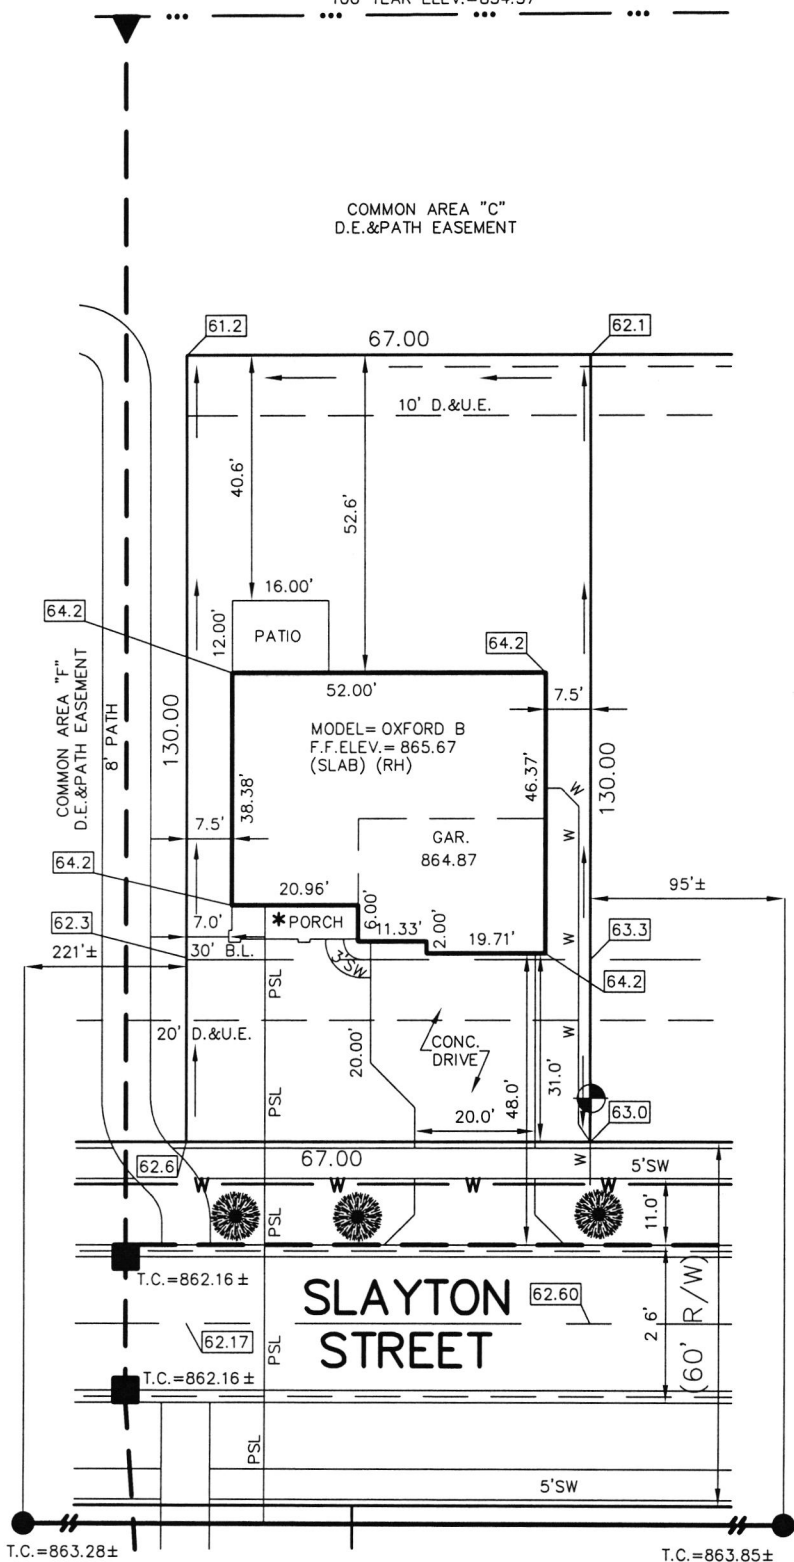 COMMON AREA "C"
D.E.&PATH EASEMENT
61.2
67.00
62.1
10' D.&U.E.
40.6'
52.6'
16.00'
64.2
12.00'
PATIO
64.2
COMMON AREA "F"
D.E.&PATH EASEMENT
8' PATH
130.00
52.00'
7.5'
MODEL= OXFORD B
F.F.ELEV.= 865.67
(SLAB) (RH)
38.38'
46.37'
130.00
W
7.5'
GAR.
864.87
W
64.2
20.96'
95'±
62.3
7.0'
*PORCH
6.00'
11.33'
2.00'
19.71'
W
63.3
221'±
30' B.L.
3'SW
PSL
64.2
20' D.&U.E.
20.00'
CONC.
DRIVE
48.0'
31.0'
W
PSL
20.0'
63.0
62.6
67.00
W
5'SW
W
W
W
W
PSL
11.0'
T.C.=862.16±
SLAYTON
STREET
62.60
2 6'
(60' R/W)
62.17
PSL
T.C.=862.16±
PSL
5'SW
T.C.=863.28±
T.C.=863.85±